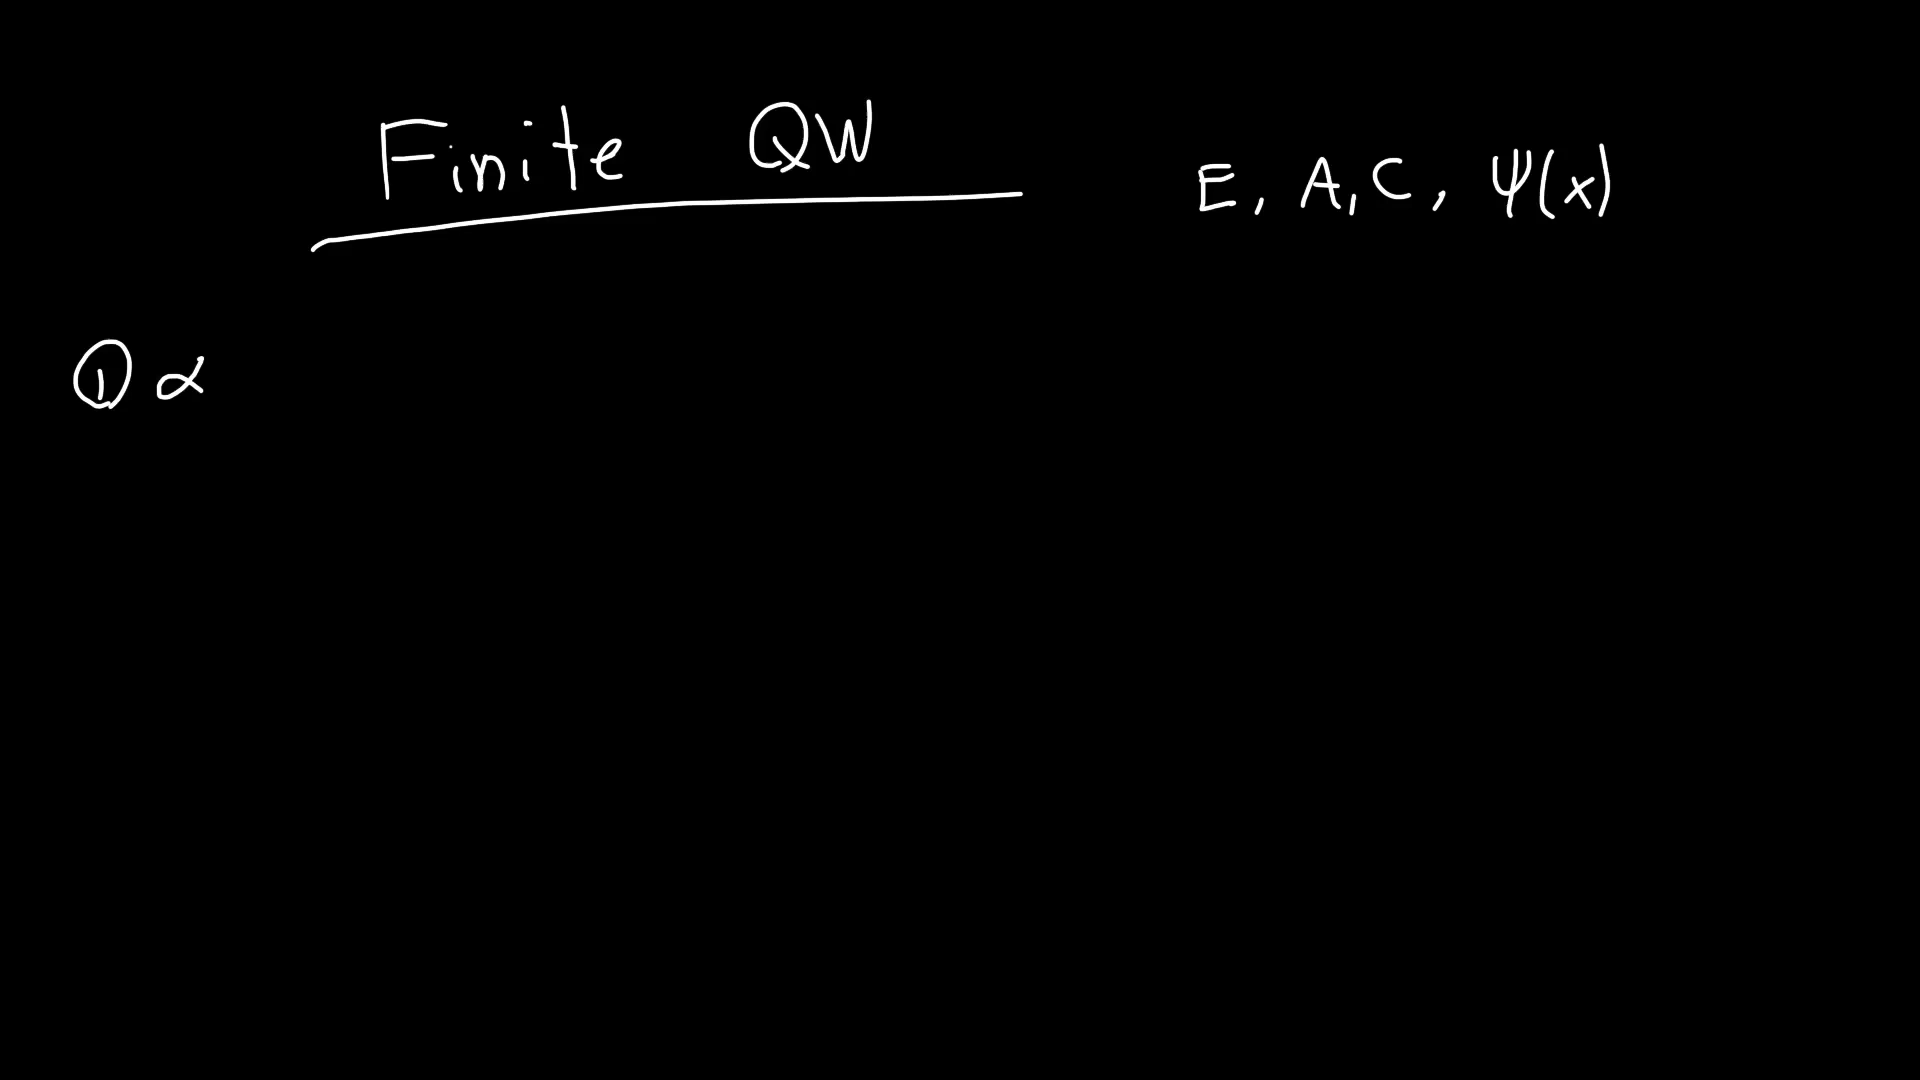 Finite QW
E, A, C, ψ(x)
① α